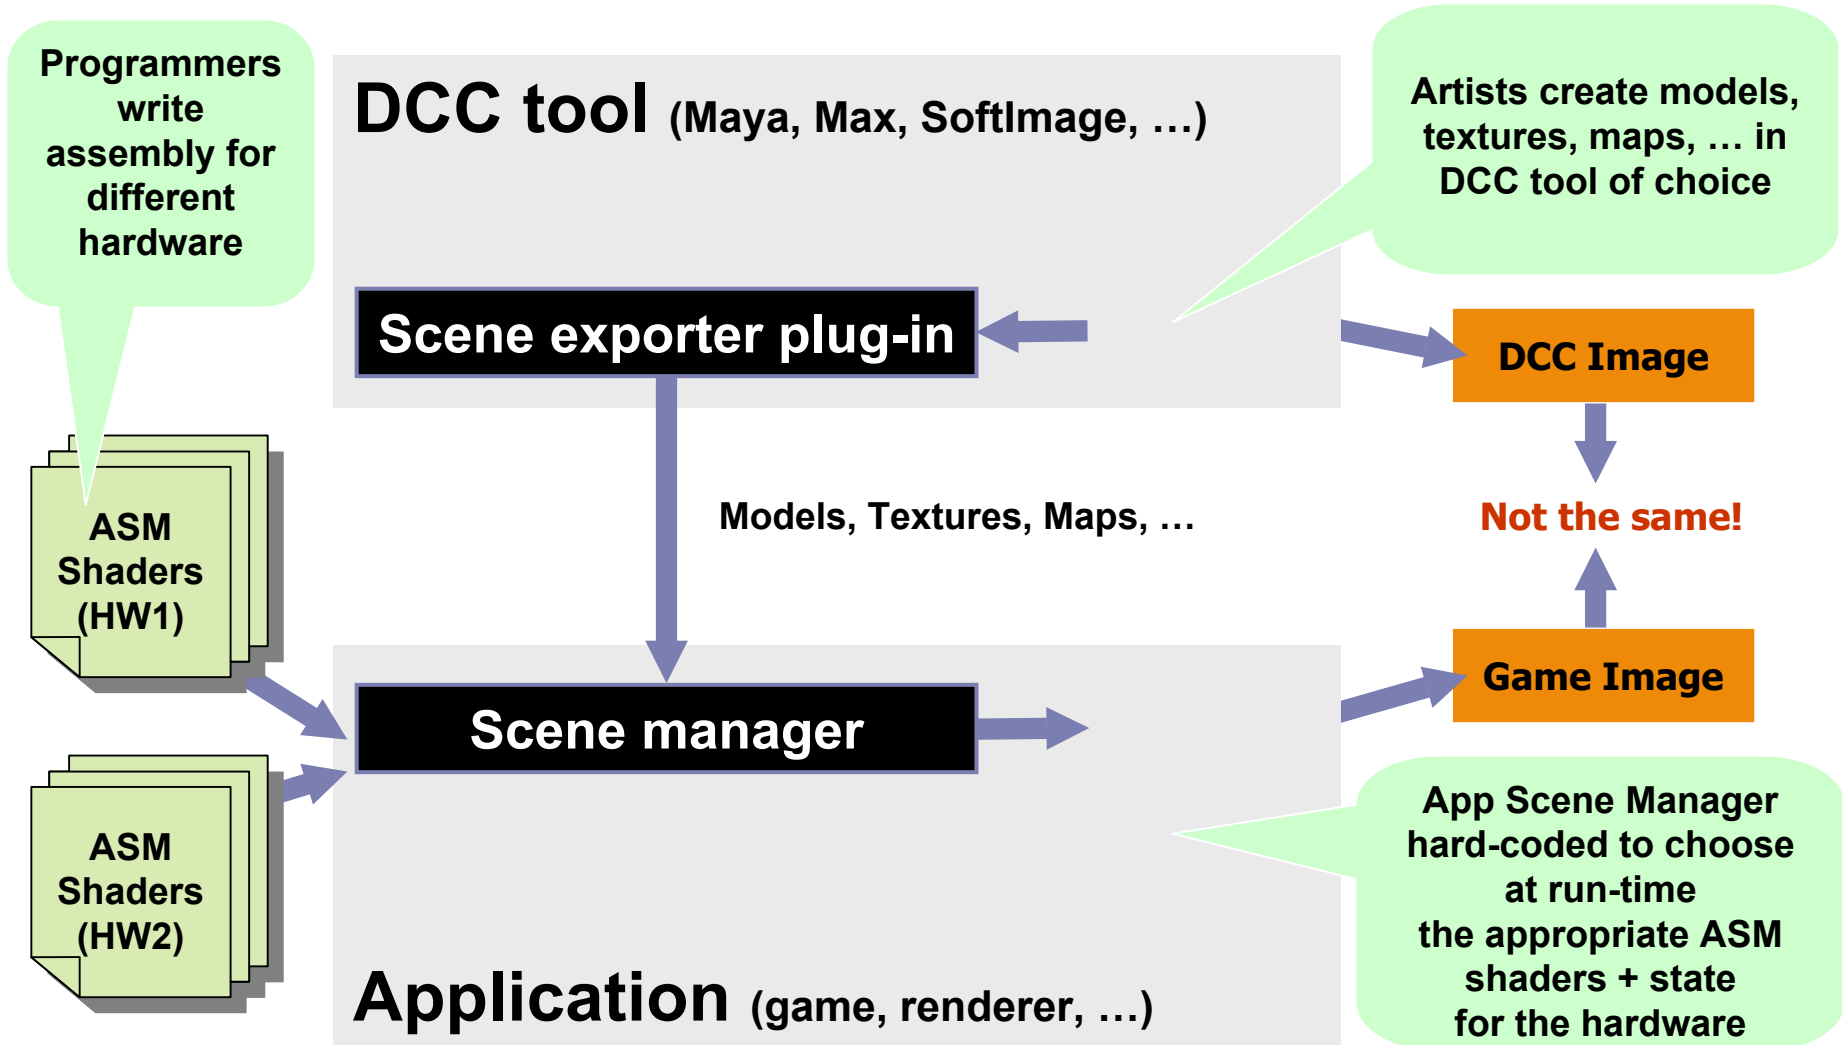 Programmers
write
assembly for
different
hardware
DCC tool (Maya, Max, SoftImage, …)
Artists create models,
textures, maps, … in
DCC tool of choice
Scene exporter plug-in
DCC Image
ASM
Shaders
(HW1)
Models, Textures, Maps, …
Not the same!
Game Image
Scene manager
ASM
Shaders
(HW2)
App Scene Manager
hard-coded to choose
at run-time
the appropriate ASM
shaders + state
for the hardware
Application (game, renderer, …)